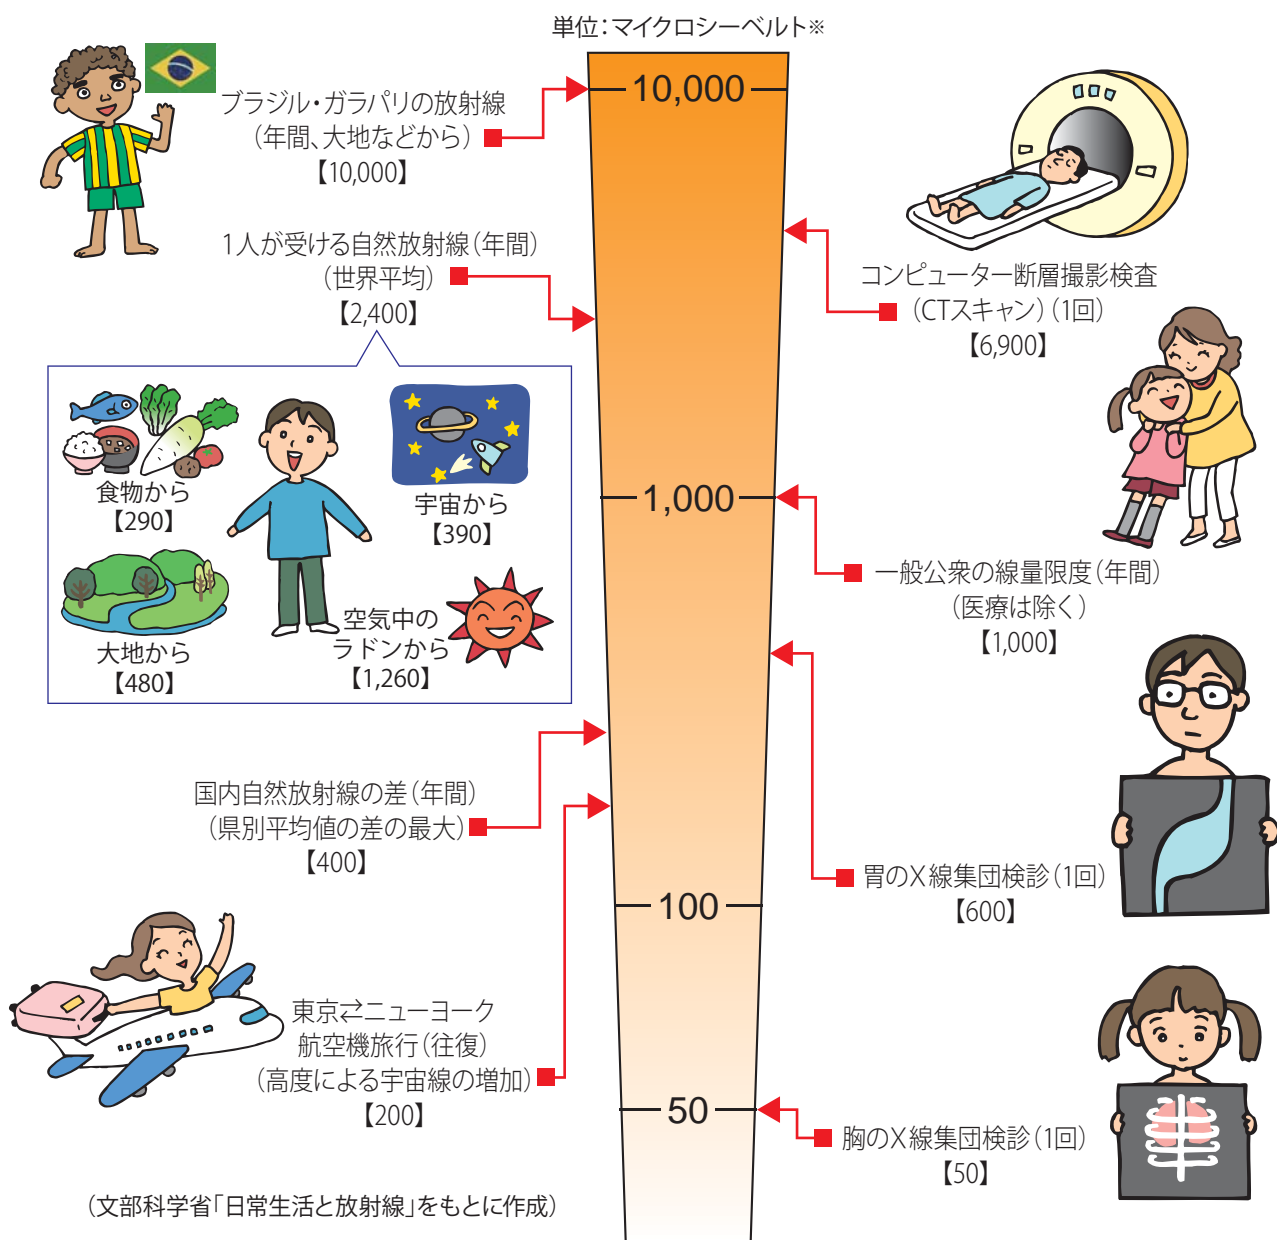 単位：マイクロシーベルト※
10,000
ブラジル・ガラパリの放射線
（年間、大地などから）
【10,000】
1人が受ける自然放射線（年間）
（世界平均）
【2,400】
食物から
【290】
宇宙から
【390】
大地から
【480】
空気中の
ラドンから
【1,260】
コンピューター断層撮影検査
（CTスキャン）（1回）
【6,900】
1,000
一般公衆の線量限度（年間）
（医療は除く）
【1,000】
国内自然放射線の差（年間）
（県別平均値の差の最大）
【400】
胃のX線集団検診（1回）
【600】
100
東京⇄ニューヨーク
航空機旅行（往復）
（高度による宇宙線の増加）
【200】
50
胸のX線集団検診（1回）
【50】
（文部科学省「日常生活と放射線」をもとに作成）